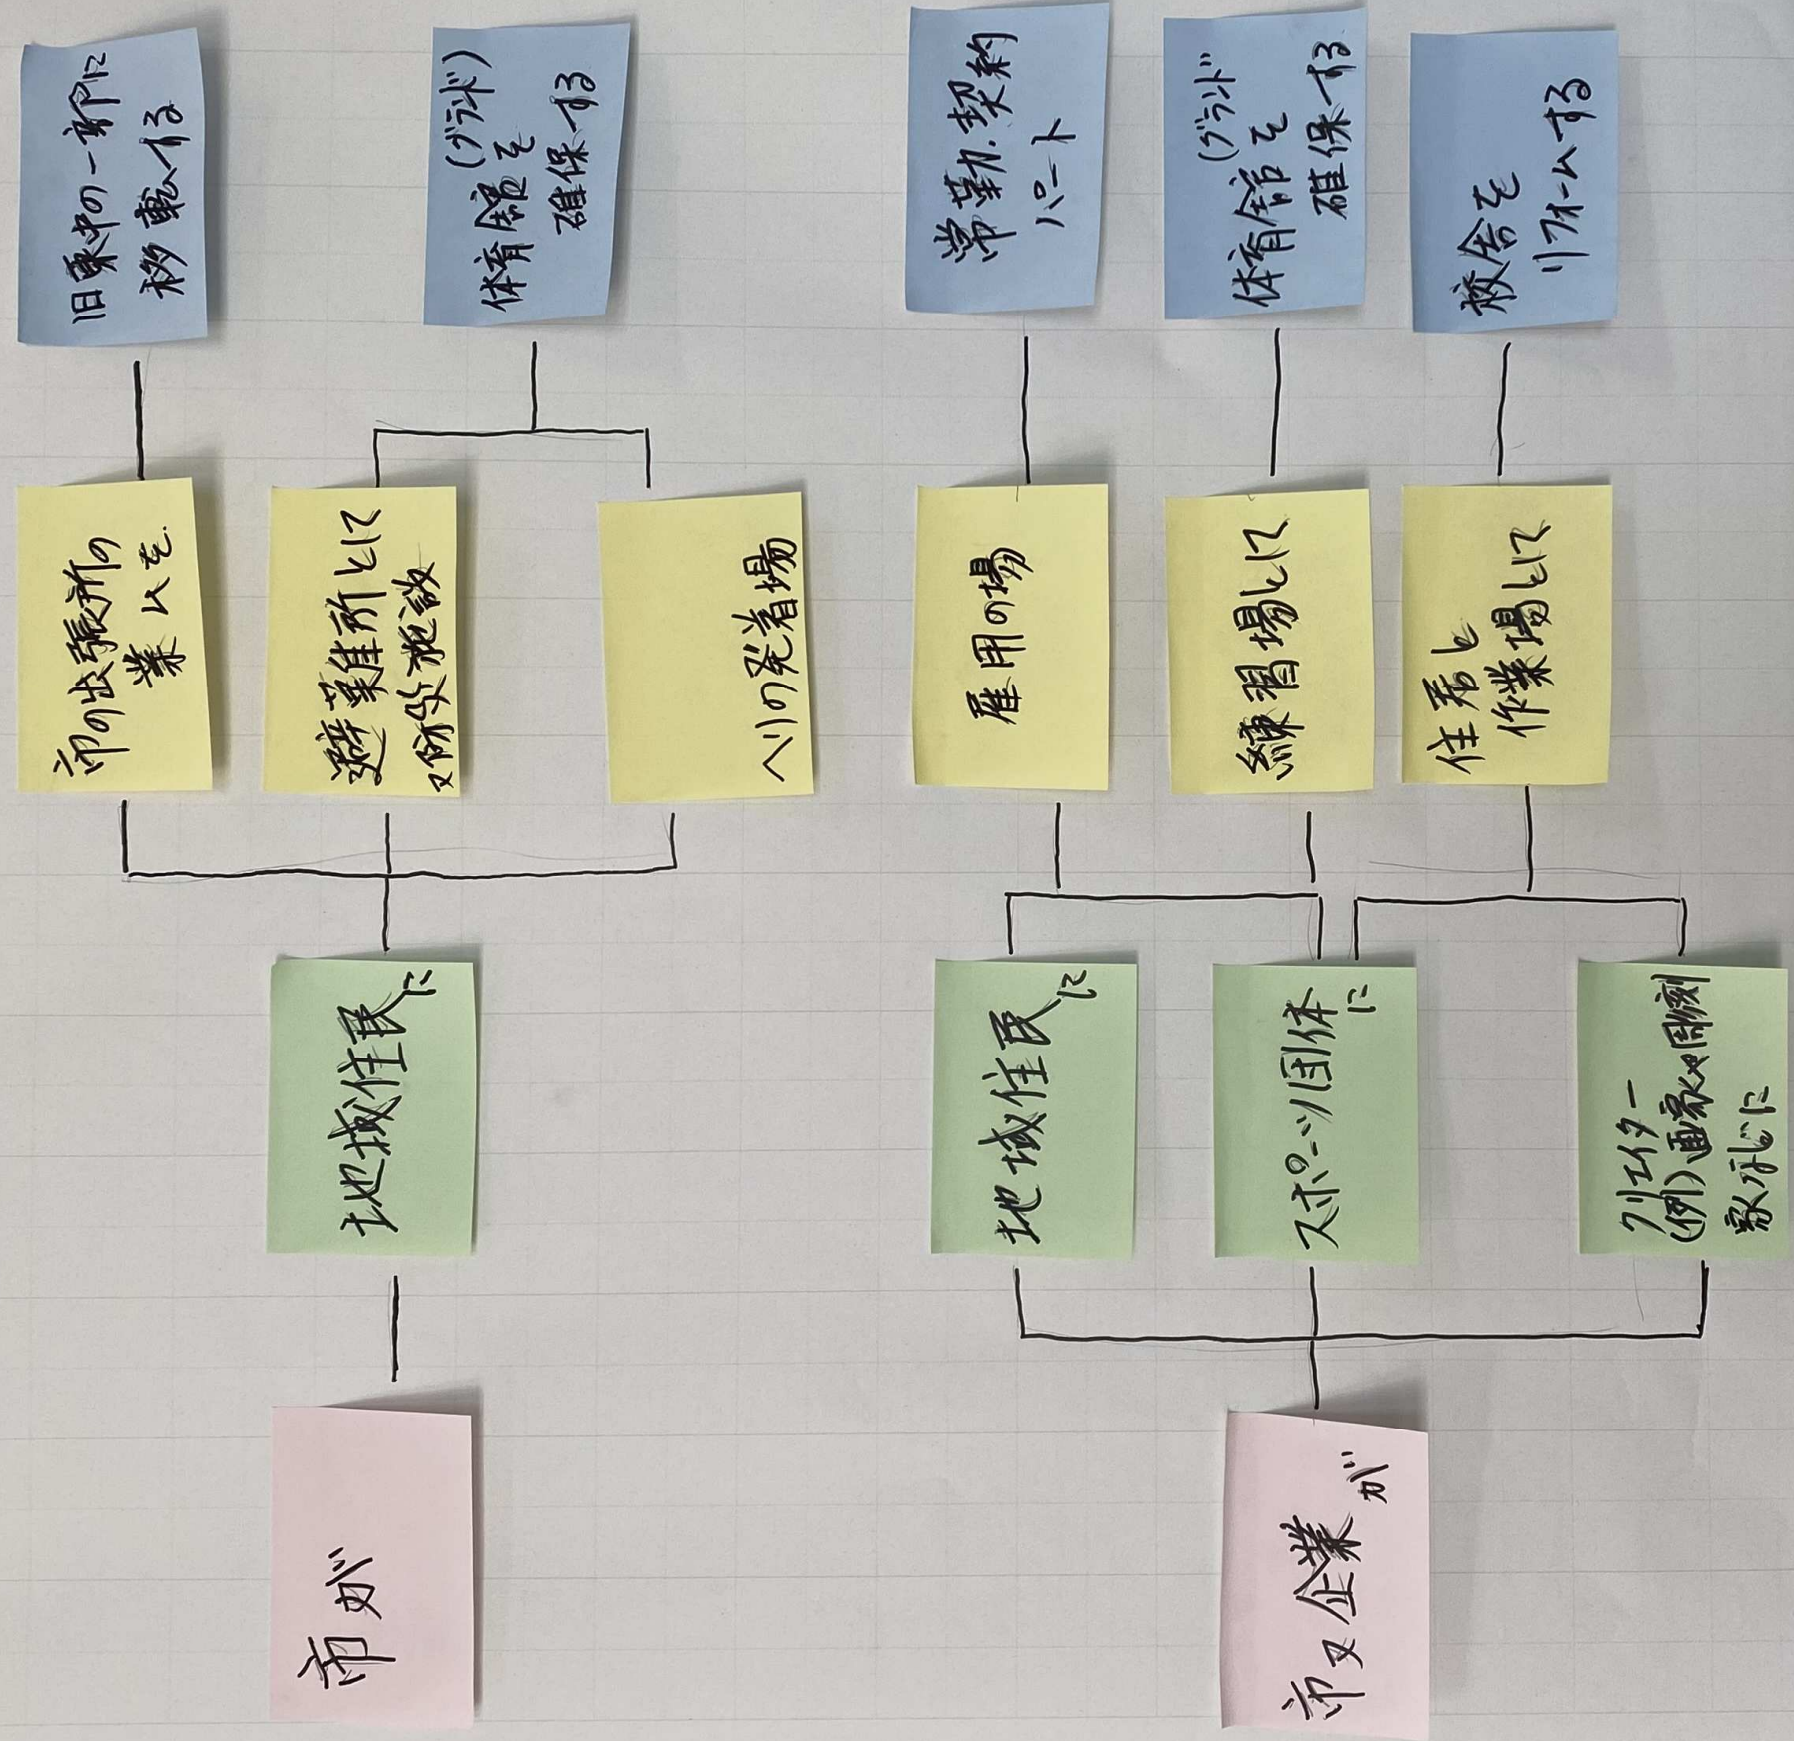 市が
地域住民に
市の出張所の
業ムを
避難所として
又防災施設
ヘリの発着場
旧東中の一部に
移転する
(グランド)
体育館を
確保する
市又企業が
地域住民に
スポーツ団体
に
クリエイター
(例)画家や彫刻
家などに
雇用の場
練習場として
住居と
作業場として
常勤.契約
パート
(グランド
体育館を
確保する
校舎を
リフォームする